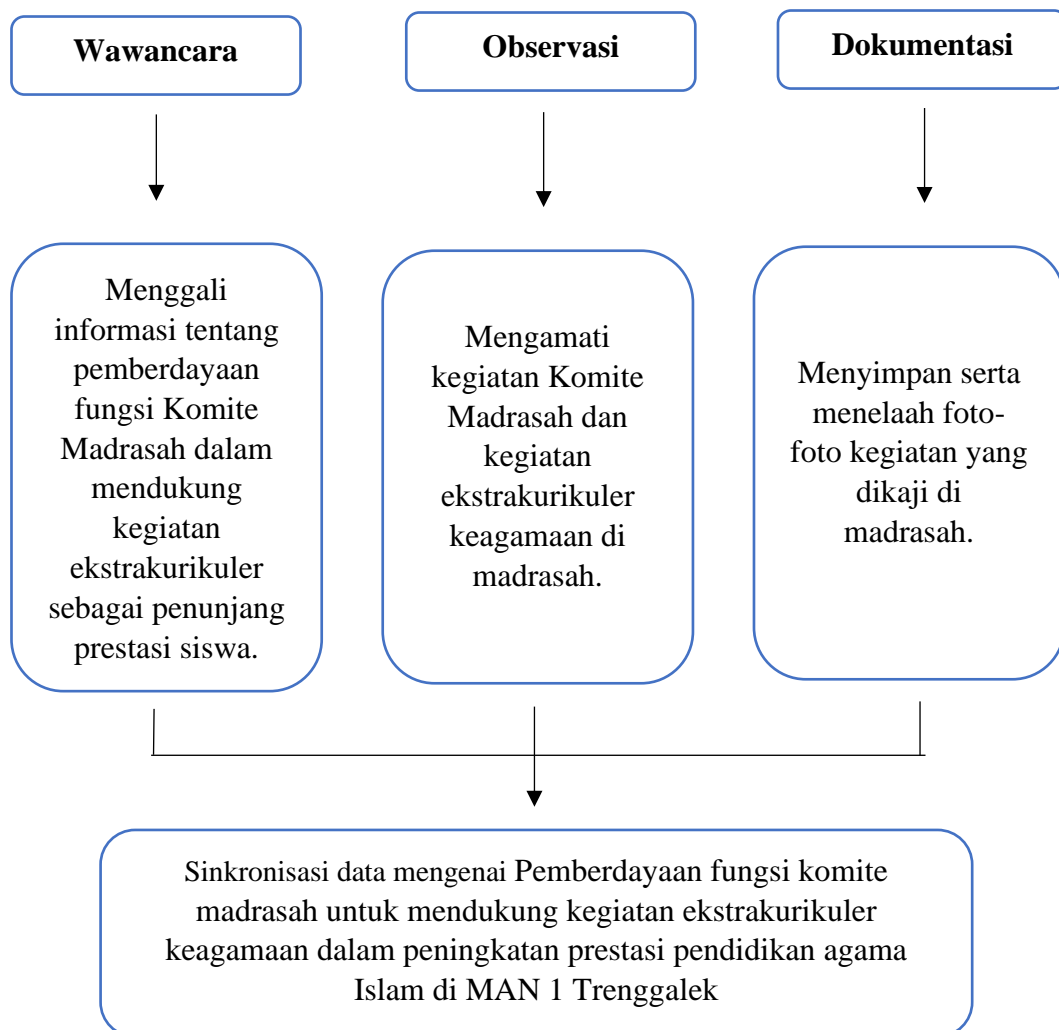 Wawancara
Observasi
Dokumentasi
Menggali
informasi tentang
pemberdayaan
fungsi Komite
Madrasah dalam
mendukung
kegiatan
ekstrakurikuler
sebagai penunjang
prestasi siswa.
Mengamati
kegiatan Komite
Madrasah dan
kegiatan
ekstrakurikuler
keagamaan di
madrasah.
Menyimpan serta
menelaah foto-
foto kegiatan yang
dikaji di
madrasah.
Sinkronisasi data mengenai Pemberdayaan fungsi komite
madrasah untuk mendukung kegiatan ekstrakurikuler
keagamaan dalam peningkatan prestasi pendidikan agama
Islam di MAN 1 Trenggalek